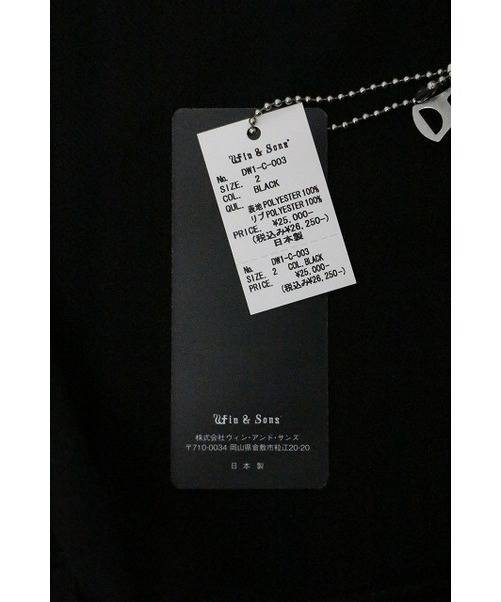 Win & Sons
No. DW1-C-003
SIZE. 2
COL. BLACK
QUL. 表地 POLYESTER 100%
リブ POLYESTER 100%
PRICE. ¥25,000-
(税込み¥26,250-)
日本製
No. DW1-C-003
SIZE. 2 COL. BLACK
PRICE. ¥25,000-
(税込み¥26,250-)
Win & Sons
株式会社ヴィン・アンド・サンズ
〒710-0034 岡山県倉敷市粒江20-20
日本製